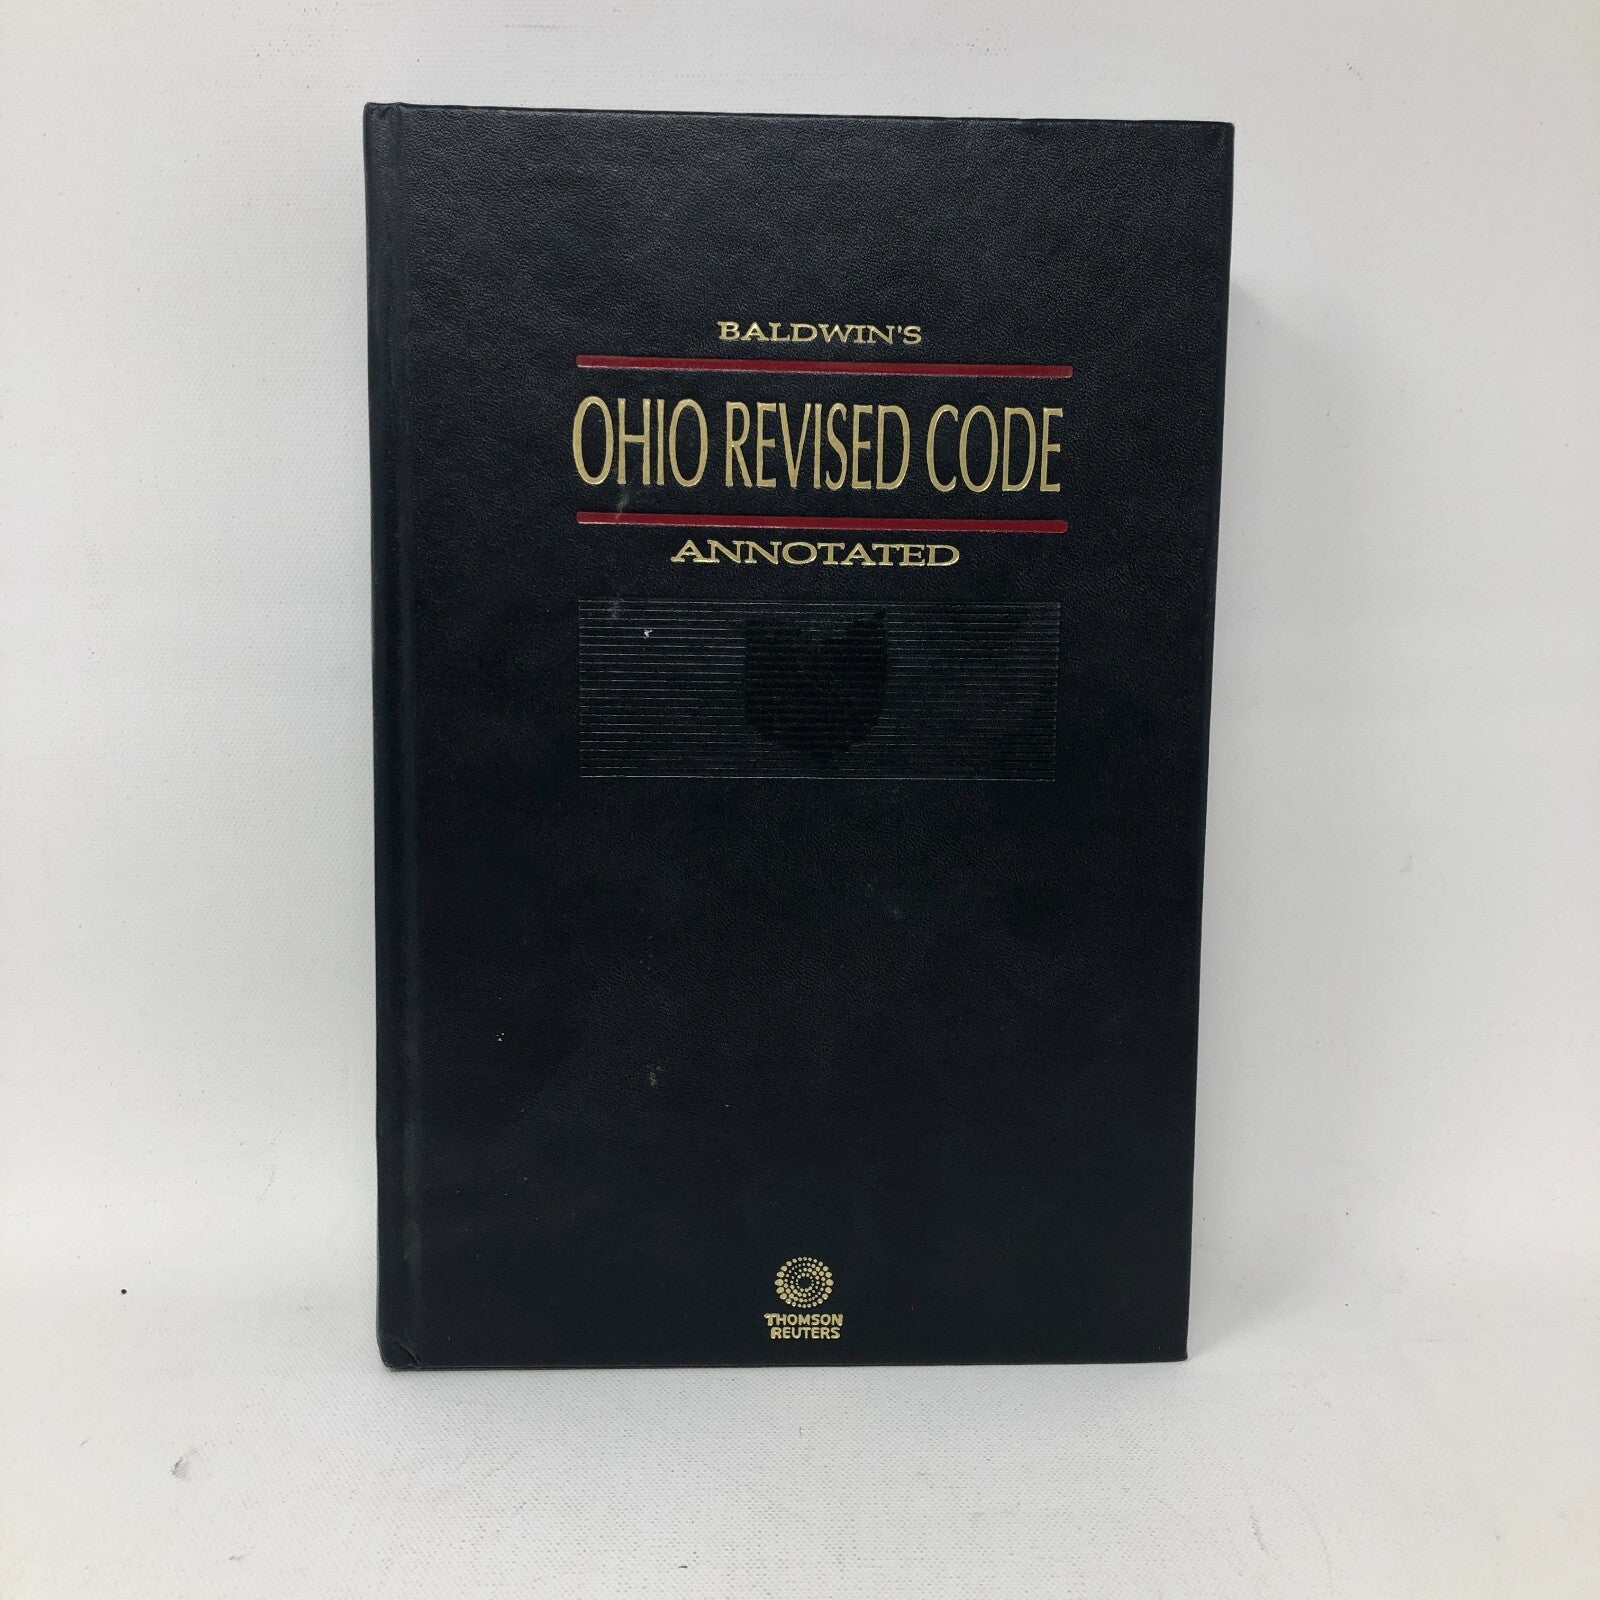 BALDWIN'S
OHIO REVISED CODE
ANNOTATED
THOMSON
REUTERS